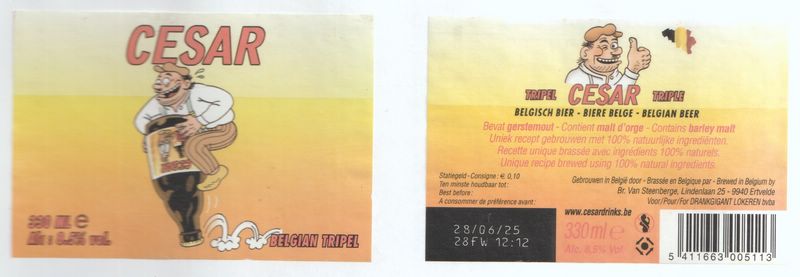 CESAR
330 ML e
Alc : 8.5% vol.
BELGIAN TRIPEL
TRIPEL CESAR TRIPLE
BELGISCH BIER - BIERE BELGE - BELGIAN BEER
Bevat gerstemout - Contient malt d'orge - Contains barley malt
Uniek recept gebrouwen met 100% natuurlijke ingrediënten.
Recette unique brassée avec ingrédients 100% naturels.
Unique recipe brewed using 100% natural ingredients.
Statiegeld - Consigne : € 0,10
Ten minste houdbaar tot :
Best before :
A consommer de préférence avant :
Gebrouwen in België door - Brassée en Belgique par - Brewed in Belgium by
Br. Van Steenberge, Lindenlaan 25 - 9940 Ertvelde
Voor/Pour/For DRANKGIGANT LOKEREN bvba
28/06/25
28FW 12:12
www.cesardrinks.be
330 ml e
Alc. 8,5% Vol
5 411663 005113